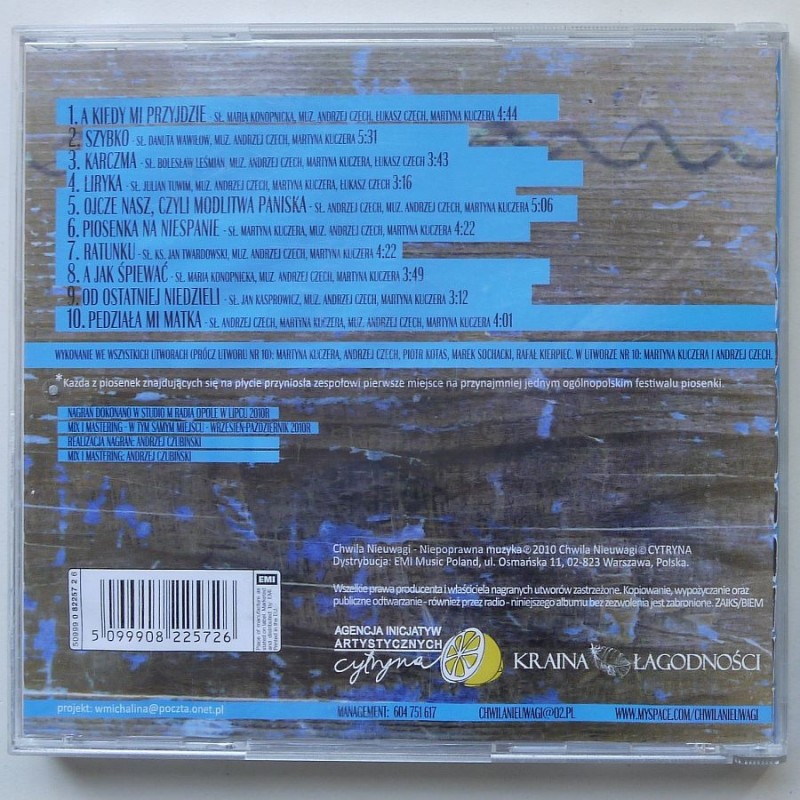 1. A KIEDY MI PRZYJDZIE - SŁ. MARIA KONOPNICKA, MUZ. ANDRZEJ CZECH, ŁUKASZ CZECH, MARTYNA KUCZERA 4:44
2. SZYBKO - SŁ. DANUTA WAWIŁOW, MUZ. ANDRZEJ CZECH, MARTYNA KUCZERA 5:31
3. KARCZMA - SŁ. BOLESŁAW LEŚMIAN, MUZ. ANDRZEJ CZECH, MARTYNA KUCZERA, ŁUKASZ CZECH 3:43
4. LIRYKA - SŁ. JULIAN TUWIM, MUZ. ANDRZEJ CZECH, MARTYNA KUCZERA, ŁUKASZ CZECH 3:16
5. OJCZE NASZ, CZYLI MODLITWA PANISKA - SŁ. ANDRZEJ CZECH, MUZ. ANDRZEJ CZECH, MARTYNA KUCZERA 5:06
6. PIOSENKA NA NIESPANIE - SŁ. MARTYNA KUCZERA, MUZ. ANDRZEJ CZECH, MARTYNA KUCZERA 4:22
7. RATUNKU - SŁ. KS. JAN TWARDOWSKI, MUZ. ANDRZEJ CZECH, MARTYNA KUCZERA 4:22
8. A JAK ŚPIEWAĆ - SŁ. MARIA KONOPNICKA, MUZ. ANDRZEJ CZECH, MARTYNA KUCZERA 3:49
9. OD OSTATNIEJ NIEDZIELI - SŁ. JAN KASPROWICZ, MUZ. ANDRZEJ CZECH, MARTYNA KUCZERA 3:12
10. PEDZIAŁA MI MATKA - SŁ. ANDRZEJ CZECH, MARTYNA KUCZERA, MUZ. ANDRZEJ CZECH, MARTYNA KUCZERA 4:01
WYKONANIE WE WSZYSTKICH UTWORACH (PRÓCZ UTWORU NR 10): MARTYNA KUCZERA, ANDRZEJ CZECH, PIOTR KOTAS, MAREK SOCHACKI, RAFAŁ KIERPIEC. W UTWORZE NR 10: MARTYNA KUCZERA I ANDRZEJ CZECH.
*Każda z piosenek znajdujących się na płycie przyniosła zespołowi pierwsze miejsce na przynajmniej jednym ogólnopolskim festiwalu piosenki.
NAGRAŃ DOKONANO W STUDIO M RADIA OPOLE W LIPCU 2010R
MIX I MASTERING - W TYM SAMYM MIEJSCU - WRZESIEŃ-PAŹDZIERNIK 2010R
REALIZACJA NAGRAŃ: ANDRZEJ CZUBIŃSKI
MIX I MASTERING: ANDRZEJ CZUBIŃSKI
Chwila Nieuwagi - Niepoprawna muzyka ℗ 2010 Chwila Nieuwagi © CYTRYNA
Dystrybucja: EMI Music Poland, ul. Osmańska 11, 02-823 Warszawa, Polska.
Wszelkie prawa producenta i właściciela nagranych utworów zastrzeżone. Kopiowanie, wypożyczanie oraz
publiczne odtwarzanie - również przez radio - niniejszego albumu bez zezwolenia jest zabronione. ZAIKS/BIEM
50999 0 82257 2 6
5 099908 225726
EMI
AGENCJA INICJATYW
ARTYSTYCZNYCH
cytryna
KRAINA ŁAGODNOŚCI
projekt: wmichalina@poczta.onet.pl
MANAGEMENT: 604 751 617
CHWILANIEUWAGI@O2.PL
WWW.MYSPACE.COM/CHWILANIEUWAGI